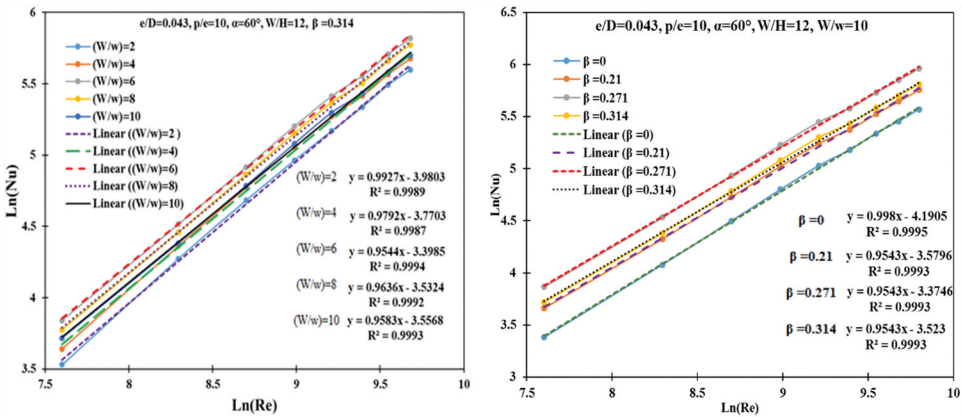 e/D=0.043, p/e=10, α=60°, W/H=12, β =0.314
(W/w)=2
(W/w)=4
(W/w)=6
(W/w)=8
(W/w)=10
Linear ((W/w)=2 )
Linear ((W/w)=4)
Linear ((W/w)=6)
Linear ((W/w)=8)
Linear ((W/w)=10)
(W/w)=2 y = 0.9927x - 3.9803
R² = 0.9989
(W/w)=4 y = 0.9792x - 3.7703
R² = 0.9987
(W/w)=6 y = 0.9544x - 3.3985
R² = 0.9994
(W/w)=8 y = 0.9636x - 3.5324
R² = 0.9992
(W/w)=10 y = 0.9583x - 3.5568
R² = 0.9993
6
5.5
5
4.5
4
3.5
Ln(Nu)
7.5 8 8.5 9 9.5 10
Ln(Re)
e/D=0.043, p/e=10, α=60°, W/H=12, W/w=10
β =0
β =0.21
β =0.271
β =0.314
Linear (β =0)
Linear (β =0.21)
Linear (β =0.271)
Linear (β =0.314)
β =0 y = 0.998x - 4.1905
R² = 0.9995
β =0.21 y = 0.9543x - 3.5796
R² = 0.9993
β =0.271 y = 0.9543x - 3.3746
R² = 0.9993
β =0.314 y = 0.9543x - 3.523
R² = 0.9993
6.5
6
5.5
5
4.5
4
3.5
3
Ln(Nu)
7.5 8 8.5 9 9.5 10
Ln(Re)